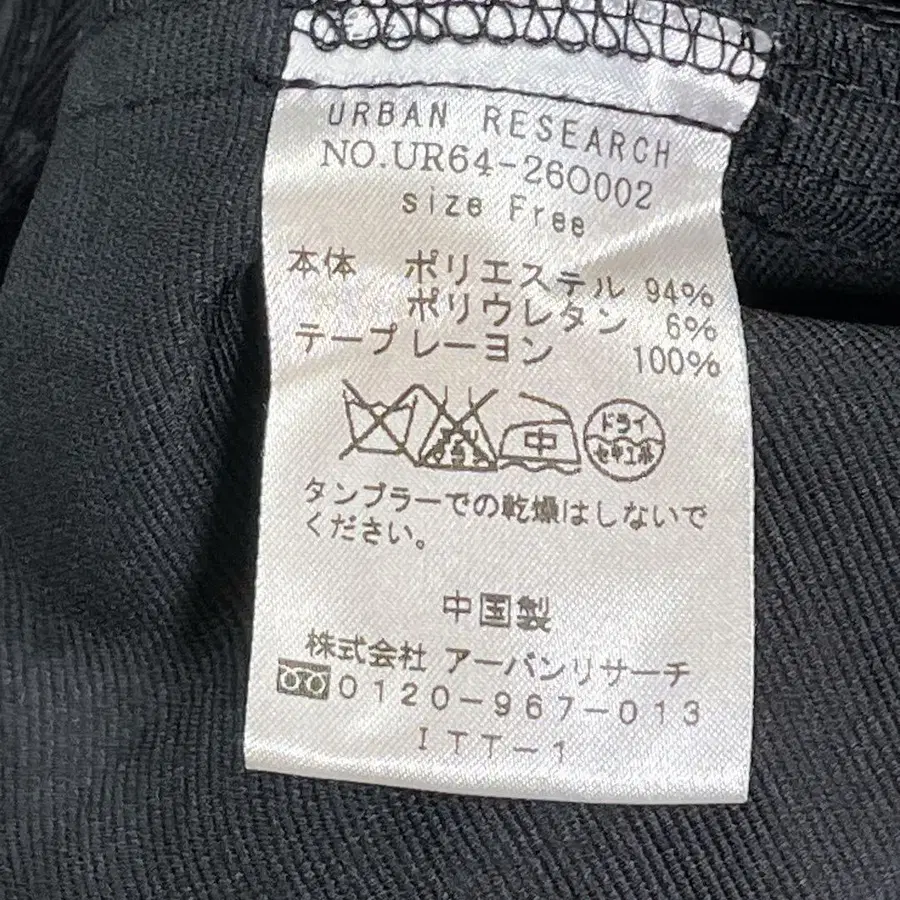 URBAN RESEARCH
NO.UR64-260002
size Free
本体 ポリエステル 94%
ポリウレタン 6%
テープ レーヨン 100%
中
ドライ
セキユ系
タンブラーでの乾燥はしないで
ください。
中国製
株式会社 アーバンリサーチ
0120-967-013
ITT-1